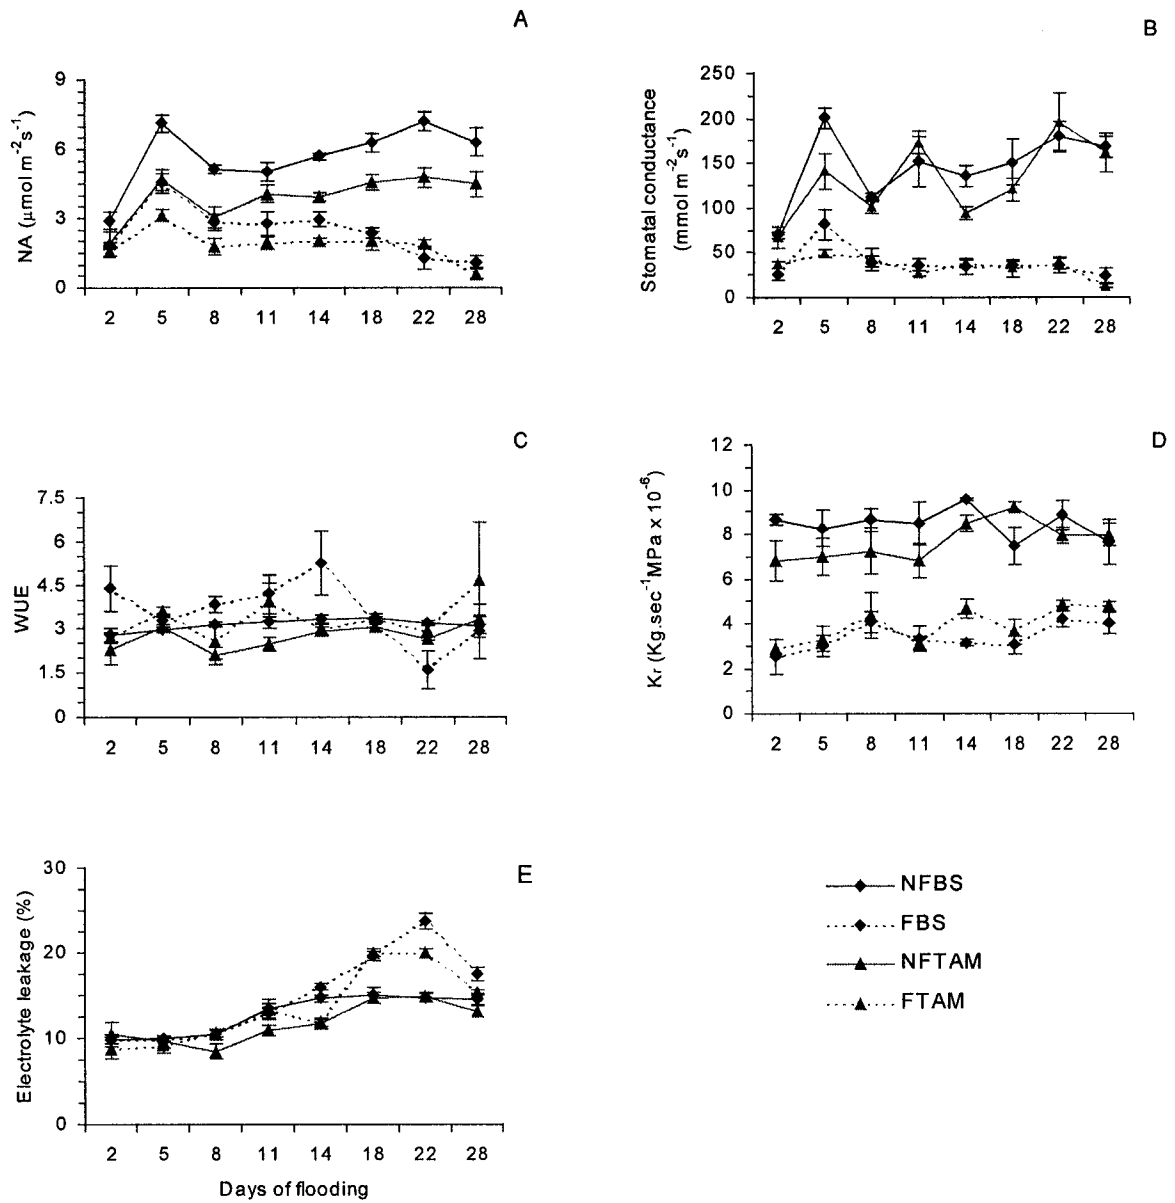 A
NA (µmol m⁻²s⁻¹)
9
6
3
0
2 5 8 11 14 18 22 28
B
Stomatal conductance
(mmol m⁻²s⁻¹)
250
200
150
100
50
0
2 5 8 11 14 18 22 28
C
WUE
7.5
6
4.5
3
1.5
0
2 5 8 11 14 18 22 28
D
Kr (Kg.sec⁻¹MPa x 10⁻⁶)
12
10
8
6
4
2
0
2 5 8 11 14 18 22 28
E
Electrolyte leakage (%)
30
20
10
0
2 5 8 11 14 18 22 28
Days of flooding
NFBS
FBS
NFTAM
FTAM